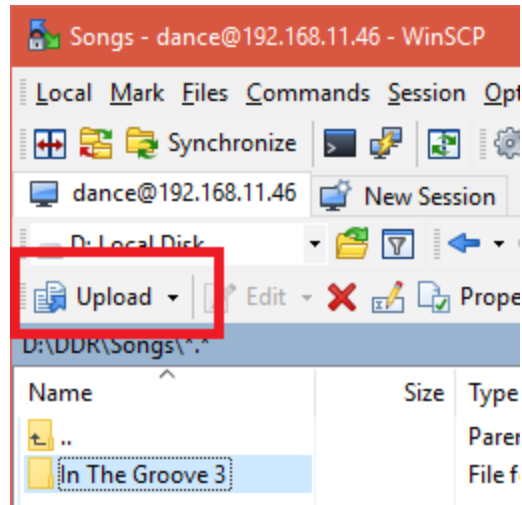 Songs - dance@192.168.11.46 - WinSCP
Local Mark Files Commands Session Opt
Synchronize
dance@192.168.11.46 New Session
D: Local Disk
Upload Edit Prope
D:\DDR\Songs\*.*
Name Size Type
.. Paren
In The Groove 3 File f